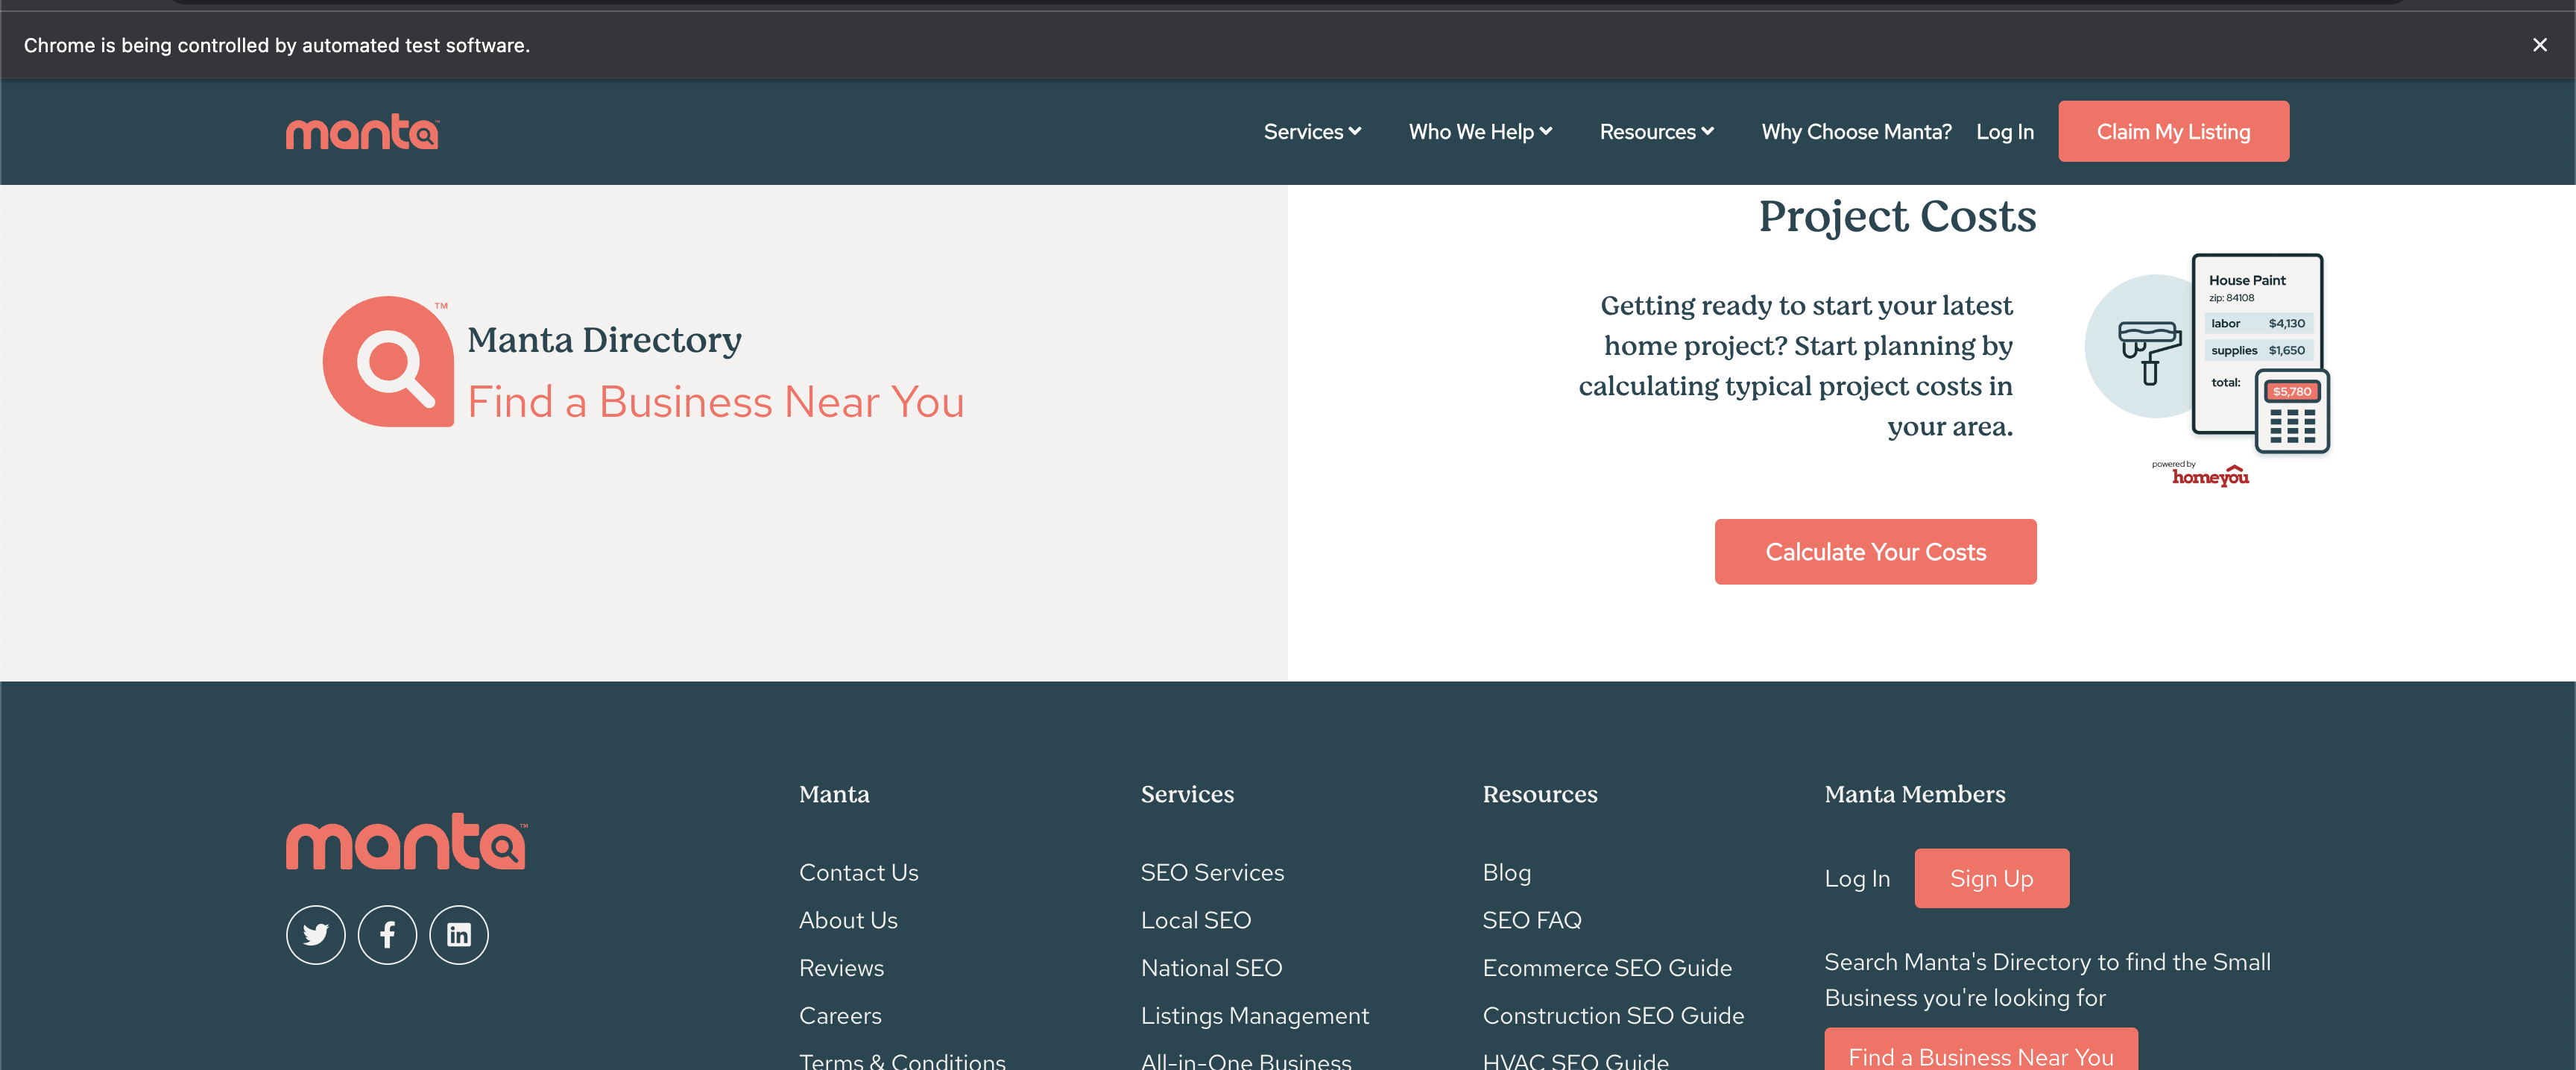 Chrome is being controlled by automated test software.
manta
Services
Who We Help
Resources
Why Choose Manta?
Log In
Claim My Listing
TM
Manta Directory
Find a Business Near You
Project Costs
Getting ready to start your latest
home project? Start planning by
calculating typical project costs in
your area.
House Paint
zip: 84108
labor $4,130
supplies $1,650
total:
$5,780
powered by
homeyou
Calculate Your Costs
manta
Manta
Contact Us
About Us
Reviews
Careers
Terms & Conditions
Services
SEO Services
Local SEO
National SEO
Listings Management
All-in-One Business
Resources
Blog
SEO FAQ
Ecommerce SEO Guide
Construction SEO Guide
HVAC SEO Guide
Manta Members
Log In
Sign Up
Search Manta's Directory to find the Small
Business you're looking for
Find a Business Near You